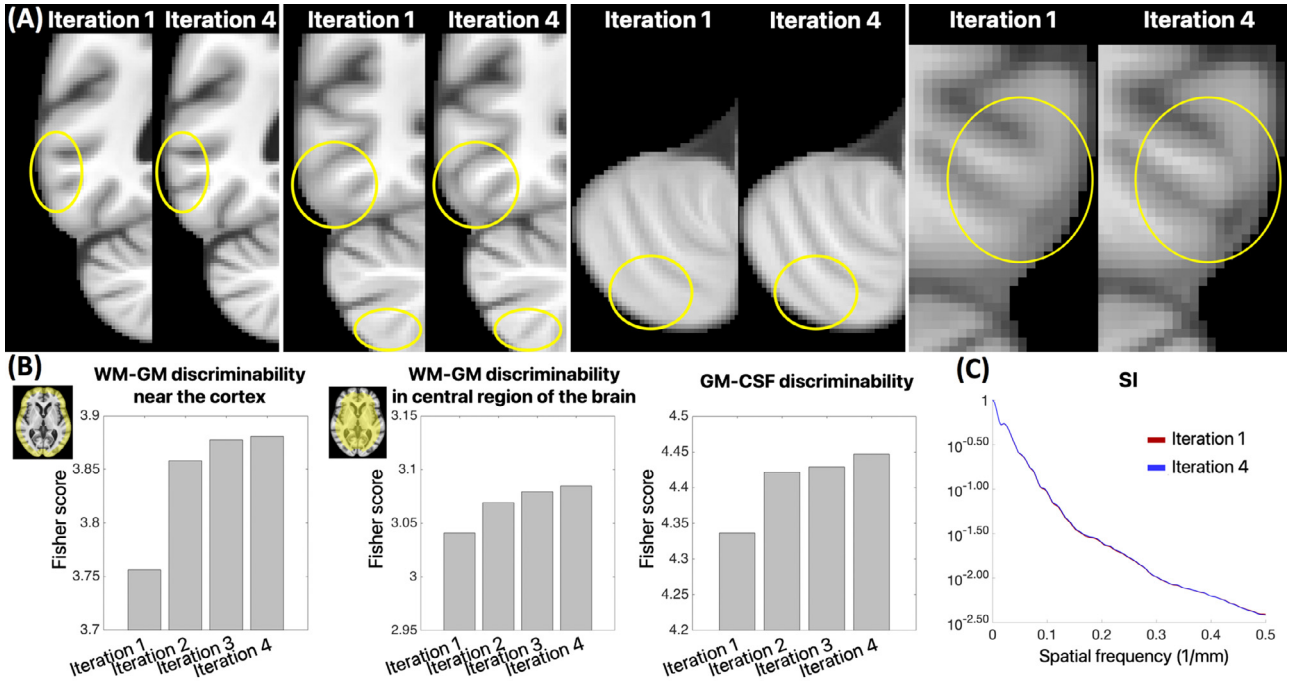 (A) Iteration 1 Iteration 4 Iteration 1 Iteration 4 Iteration 1 Iteration 4 Iteration 1 Iteration 4
(B)
WM-GM discriminability
near the cortex
Fisher score
3.9
3.85
3.8
3.75
3.7
Iteration 1
Iteration 2
Iteration 3
Iteration 4
WM-GM discriminability
in central region of the brain
Fisher score
3.15
3.1
3.05
3
2.95
Iteration 1
Iteration 2
Iteration 3
Iteration 4
GM-CSF discriminability
Fisher score
4.5
4.45
4.4
4.35
4.3
4.25
4.2
Iteration 1
Iteration 2
Iteration 3
Iteration 4
(C)
SI
Iteration 1
Iteration 4
1
10^-0.50
10^-1.00
10^-1.50
10^-2.00
10^-2.50
0 0.1 0.2 0.3 0.4 0.5
Spatial frequency (1/mm)